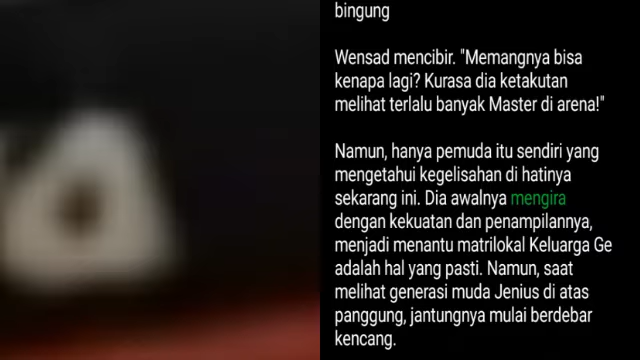 bingung
Wensad mencibir. "Memangnya bisa
kenapa lagi? Kurasa dia ketakutan
melihat terlalu banyak Master di arena!"
Namun, hanya pemuda itu sendiri yang
mengetahui kegelisahan di hatinya
sekarang ini. Dia awalnya mengira
dengan kekuatan dan penampilannya,
menjadi menantu matrilokal Keluarga Ge
adalah hal yang pasti. Namun, saat
melihat generasi muda Jenius di atas
panggung, jantungnya mulai berdebar
kencang.